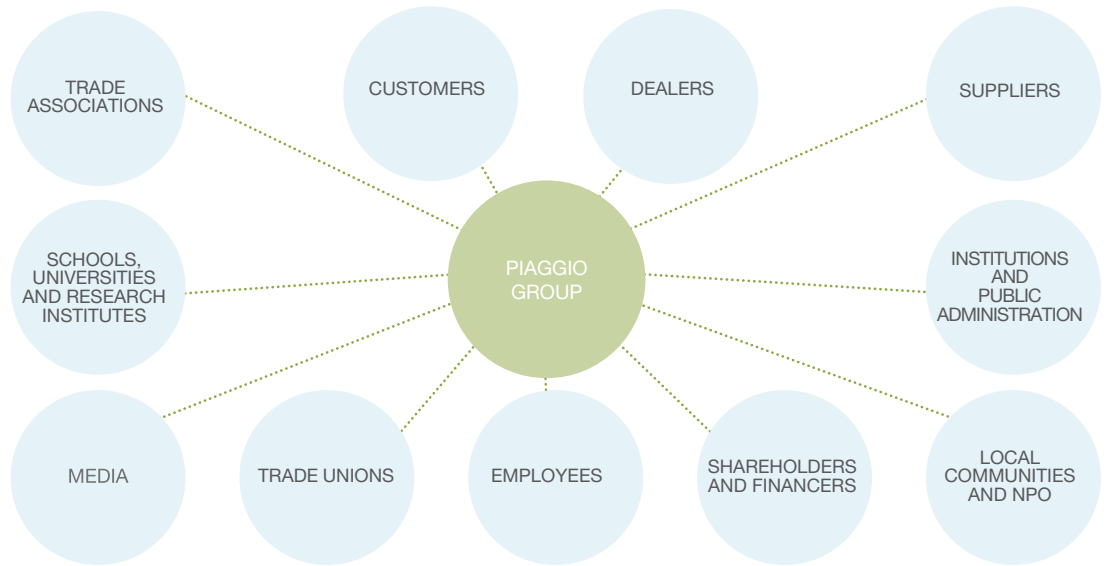 TRADE
ASSOCIATIONS
CUSTOMERS
DEALERS
SUPPLIERS
SCHOOLS,
UNIVERSITIES
AND RESEARCH
INSTITUTES
PIAGGIO
GROUP
INSTITUTIONS
AND
PUBLIC
ADMINISTRATION
MEDIA
TRADE UNIONS
EMPLOYEES
SHAREHOLDERS
AND FINANCERS
LOCAL
COMMUNITIES
AND NPO